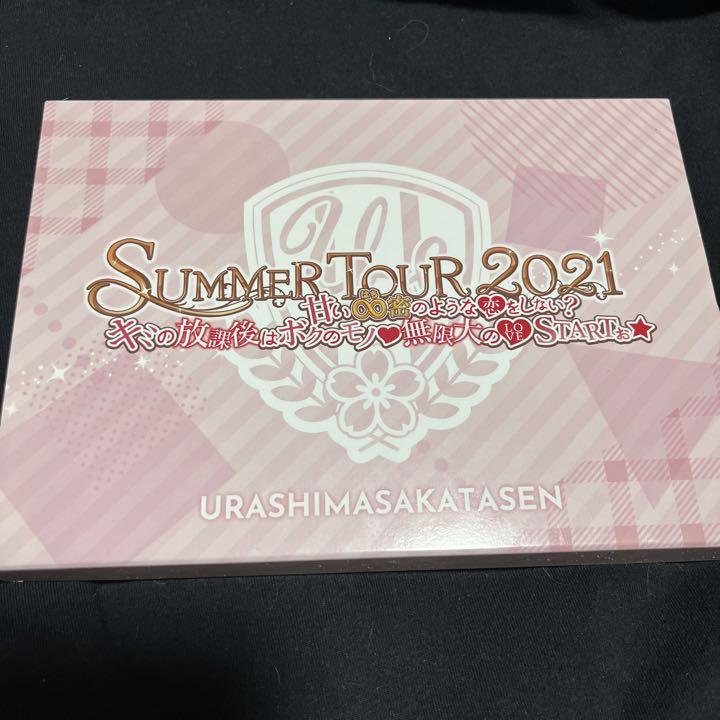 SUMMER TOUR 2021
甘い∞密のような恋をしない?
キミの放課後はボクのモノ♥無限大のLOVE STARTぉ★
URASHIMASAKATASEN